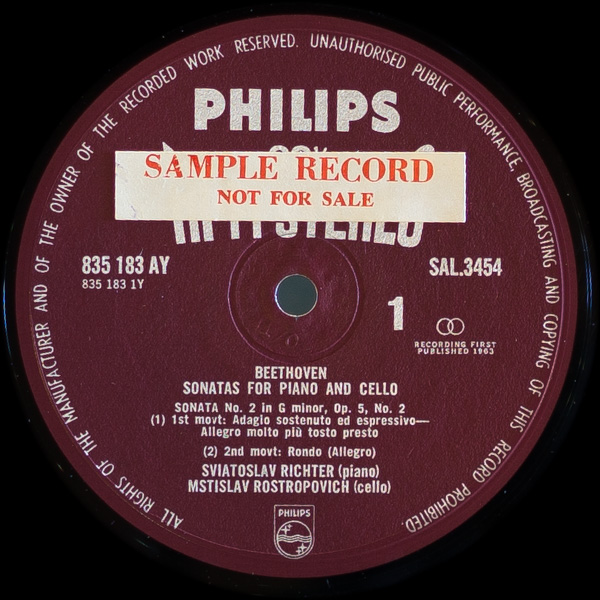 ALL RIGHTS OF THE MANUFACTURER AND OF THE OWNER OF THE RECORDED WORK RESERVED. UNAUTHORISED PUBLIC PERFORMANCE, BROADCASTING AND COPYING OF THIS RECORD PROHIBITED.
PHILIPS
SAMPLE RECORD
NOT FOR SALE
HI-FI STEREO
835 183 AY
SAL.3454
835 183 1Y
1
RECORDING FIRST
PUBLISHED 1963
BEETHOVEN
SONATAS FOR PIANO AND CELLO
SONATA No. 2 in G minor, Op. 5, No. 2
(1) 1st movt: Adagio sostenuto ed espressivo—
Allegro molto più tosto presto
(2) 2nd movt: Rondo (Allegro)
SVIATOSLAV RICHTER (piano)
MSTISLAV ROSTROPOVICH (cello)
PHILIPS